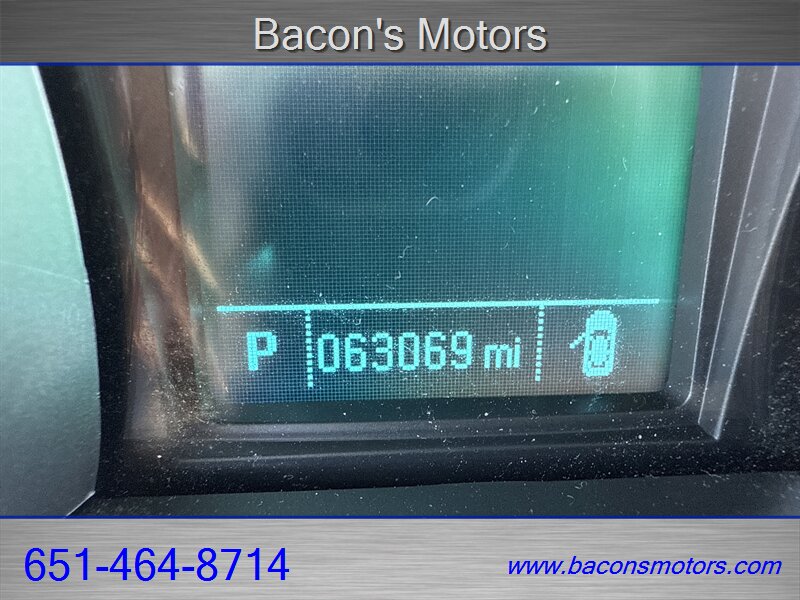 Bacon's Motors
P 063069 mi
651-464-8714
www.baconsmotors.com